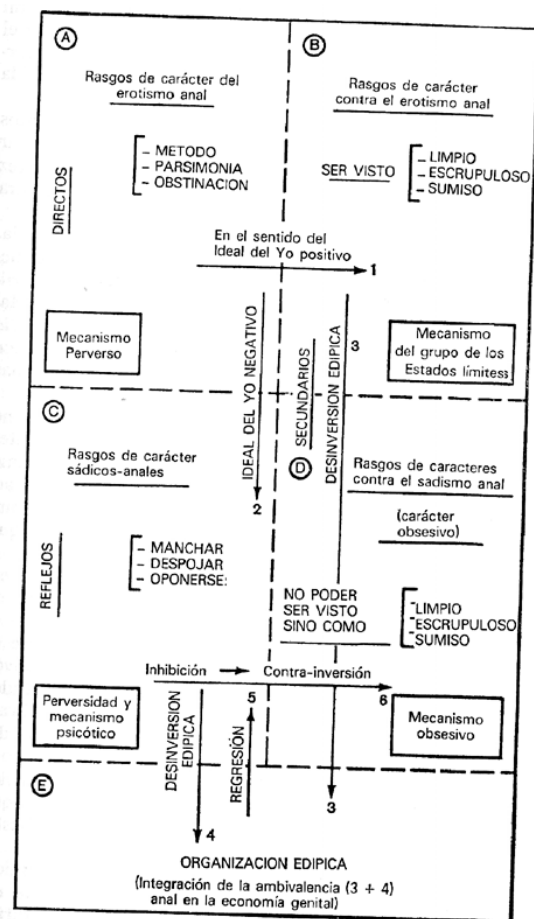 A
Rasgos de carácter del
erotismo anal
- METODO
- PARSIMONIA
- OBSTINACION
DIRECTOS
Mecanismo
Perverso
B
Rasgos de carácter
contra el erotismo anal
SER VISTO
- LIMPIO
- ESCRUPULOSO
- SUMISO
En el sentido del
Ideal del Yo positivo
1
Mecanismo
del grupo de los
Estados límitess
IDEAL DEL YO NEGATIVO
2
SECUNDARIOS
DESINVERSION EDIPICA
3
C
Rasgos de carácter
sádicos-anales
REFLEJOS
- MANCHAR
- DESPOJAR
- OPONERSE:
Perversidad y
mecanismo
psicótico
D
Rasgos de caracteres
contra el sadismo anal
(carácter
obsesivo)
NO PODER
SER VISTO
SINO COMO
- LIMPIO
- ESCRUPULOSO
- SUMISO
Inhibición
Contra-inversión
6
Mecanismo
obsesivo
DESINVERSION
EDIPICA
4
5
REGRESIÓN
3
E
ORGANIZACION EDIPICA
(Integración de la ambivalencia (3 + 4)
anal en la economía genital)